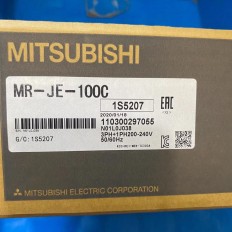 MITSUBISHI
MR-JE-100C
1S5207
EAC
2020/01/18
110300297055
N01L0J038
3PH+1PH200-240V
50/60Hz
G/C: 1S5207
MITSUBISHI ELECTRIC CORPORATION